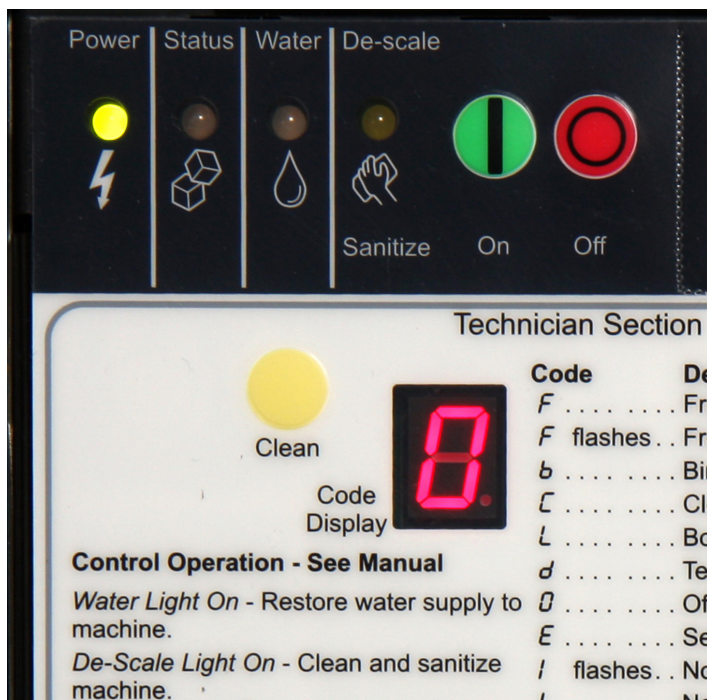 Power Status Water De-scale
Sanitize On Off
Technician Section
Clean
Code
Display
0
Code
F . . . . . . . . .
F flashes . .
b . . . . . . . . .
C . . . . . . . . .
L . . . . . . . . .
d . . . . . . . . .
0 . . . . . . . . .
E . . . . . . . . .
I flashes . .
Control Operation - See Manual
Water Light On - Restore water supply to
machine.
De-Scale Light On - Clean and sanitize
machine.